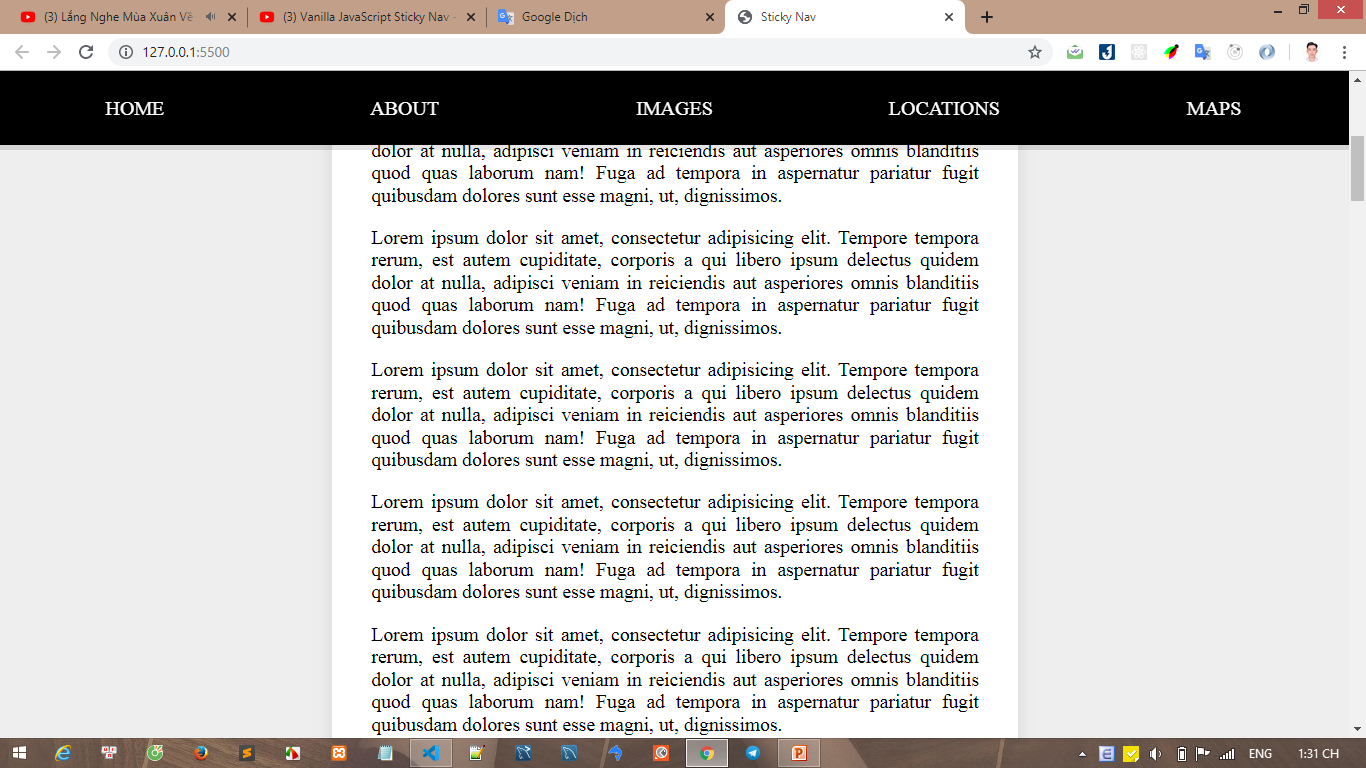 (3) Lắng Nghe Mùa Xuân Về
(3) Vanilla JavaScript Sticky Nav -
Google Dịch
Sticky Nav
127.0.0.1:5500
HOME ABOUT IMAGES LOCATIONS MAPS
dolor at nulla, adipisci veniam in reiciendis aut asperiores omnis blanditiis
quod quas laborum nam! Fuga ad tempora in aspernatur pariatur fugit
quibusdam dolores sunt esse magni, ut, dignissimos.
Lorem ipsum dolor sit amet, consectetur adipisicing elit. Tempore tempora
rerum, est autem cupiditate, corporis a qui libero ipsum delectus quidem
dolor at nulla, adipisci veniam in reiciendis aut asperiores omnis blanditiis
quod quas laborum nam! Fuga ad tempora in aspernatur pariatur fugit
quibusdam dolores sunt esse magni, ut, dignissimos.
Lorem ipsum dolor sit amet, consectetur adipisicing elit. Tempore tempora
rerum, est autem cupiditate, corporis a qui libero ipsum delectus quidem
dolor at nulla, adipisci veniam in reiciendis aut asperiores omnis blanditiis
quod quas laborum nam! Fuga ad tempora in aspernatur pariatur fugit
quibusdam dolores sunt esse magni, ut, dignissimos.
Lorem ipsum dolor sit amet, consectetur adipisicing elit. Tempore tempora
rerum, est autem cupiditate, corporis a qui libero ipsum delectus quidem
dolor at nulla, adipisci veniam in reiciendis aut asperiores omnis blanditiis
quod quas laborum nam! Fuga ad tempora in aspernatur pariatur fugit
quibusdam dolores sunt esse magni, ut, dignissimos.
Lorem ipsum dolor sit amet, consectetur adipisicing elit. Tempore tempora
rerum, est autem cupiditate, corporis a qui libero ipsum delectus quidem
dolor at nulla, adipisci veniam in reiciendis aut asperiores omnis blanditiis
quod quas laborum nam! Fuga ad tempora in aspernatur pariatur fugit
quibusdam dolores sunt esse magni, ut, dignissimos.
ENG 1:31 CH